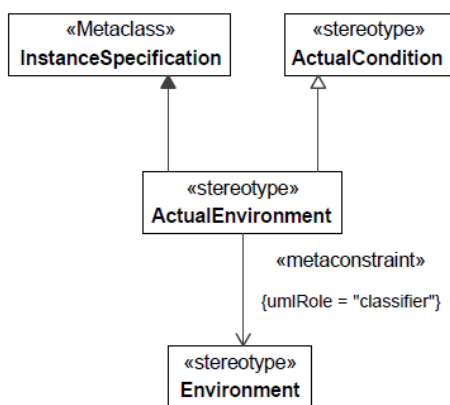 «Metaclass»
InstanceSpecification
«stereotype»
ActualCondition
«stereotype»
ActualEnvironment
«metaconstraint»
{umlRole = "classifier"}
«stereotype»
Environment